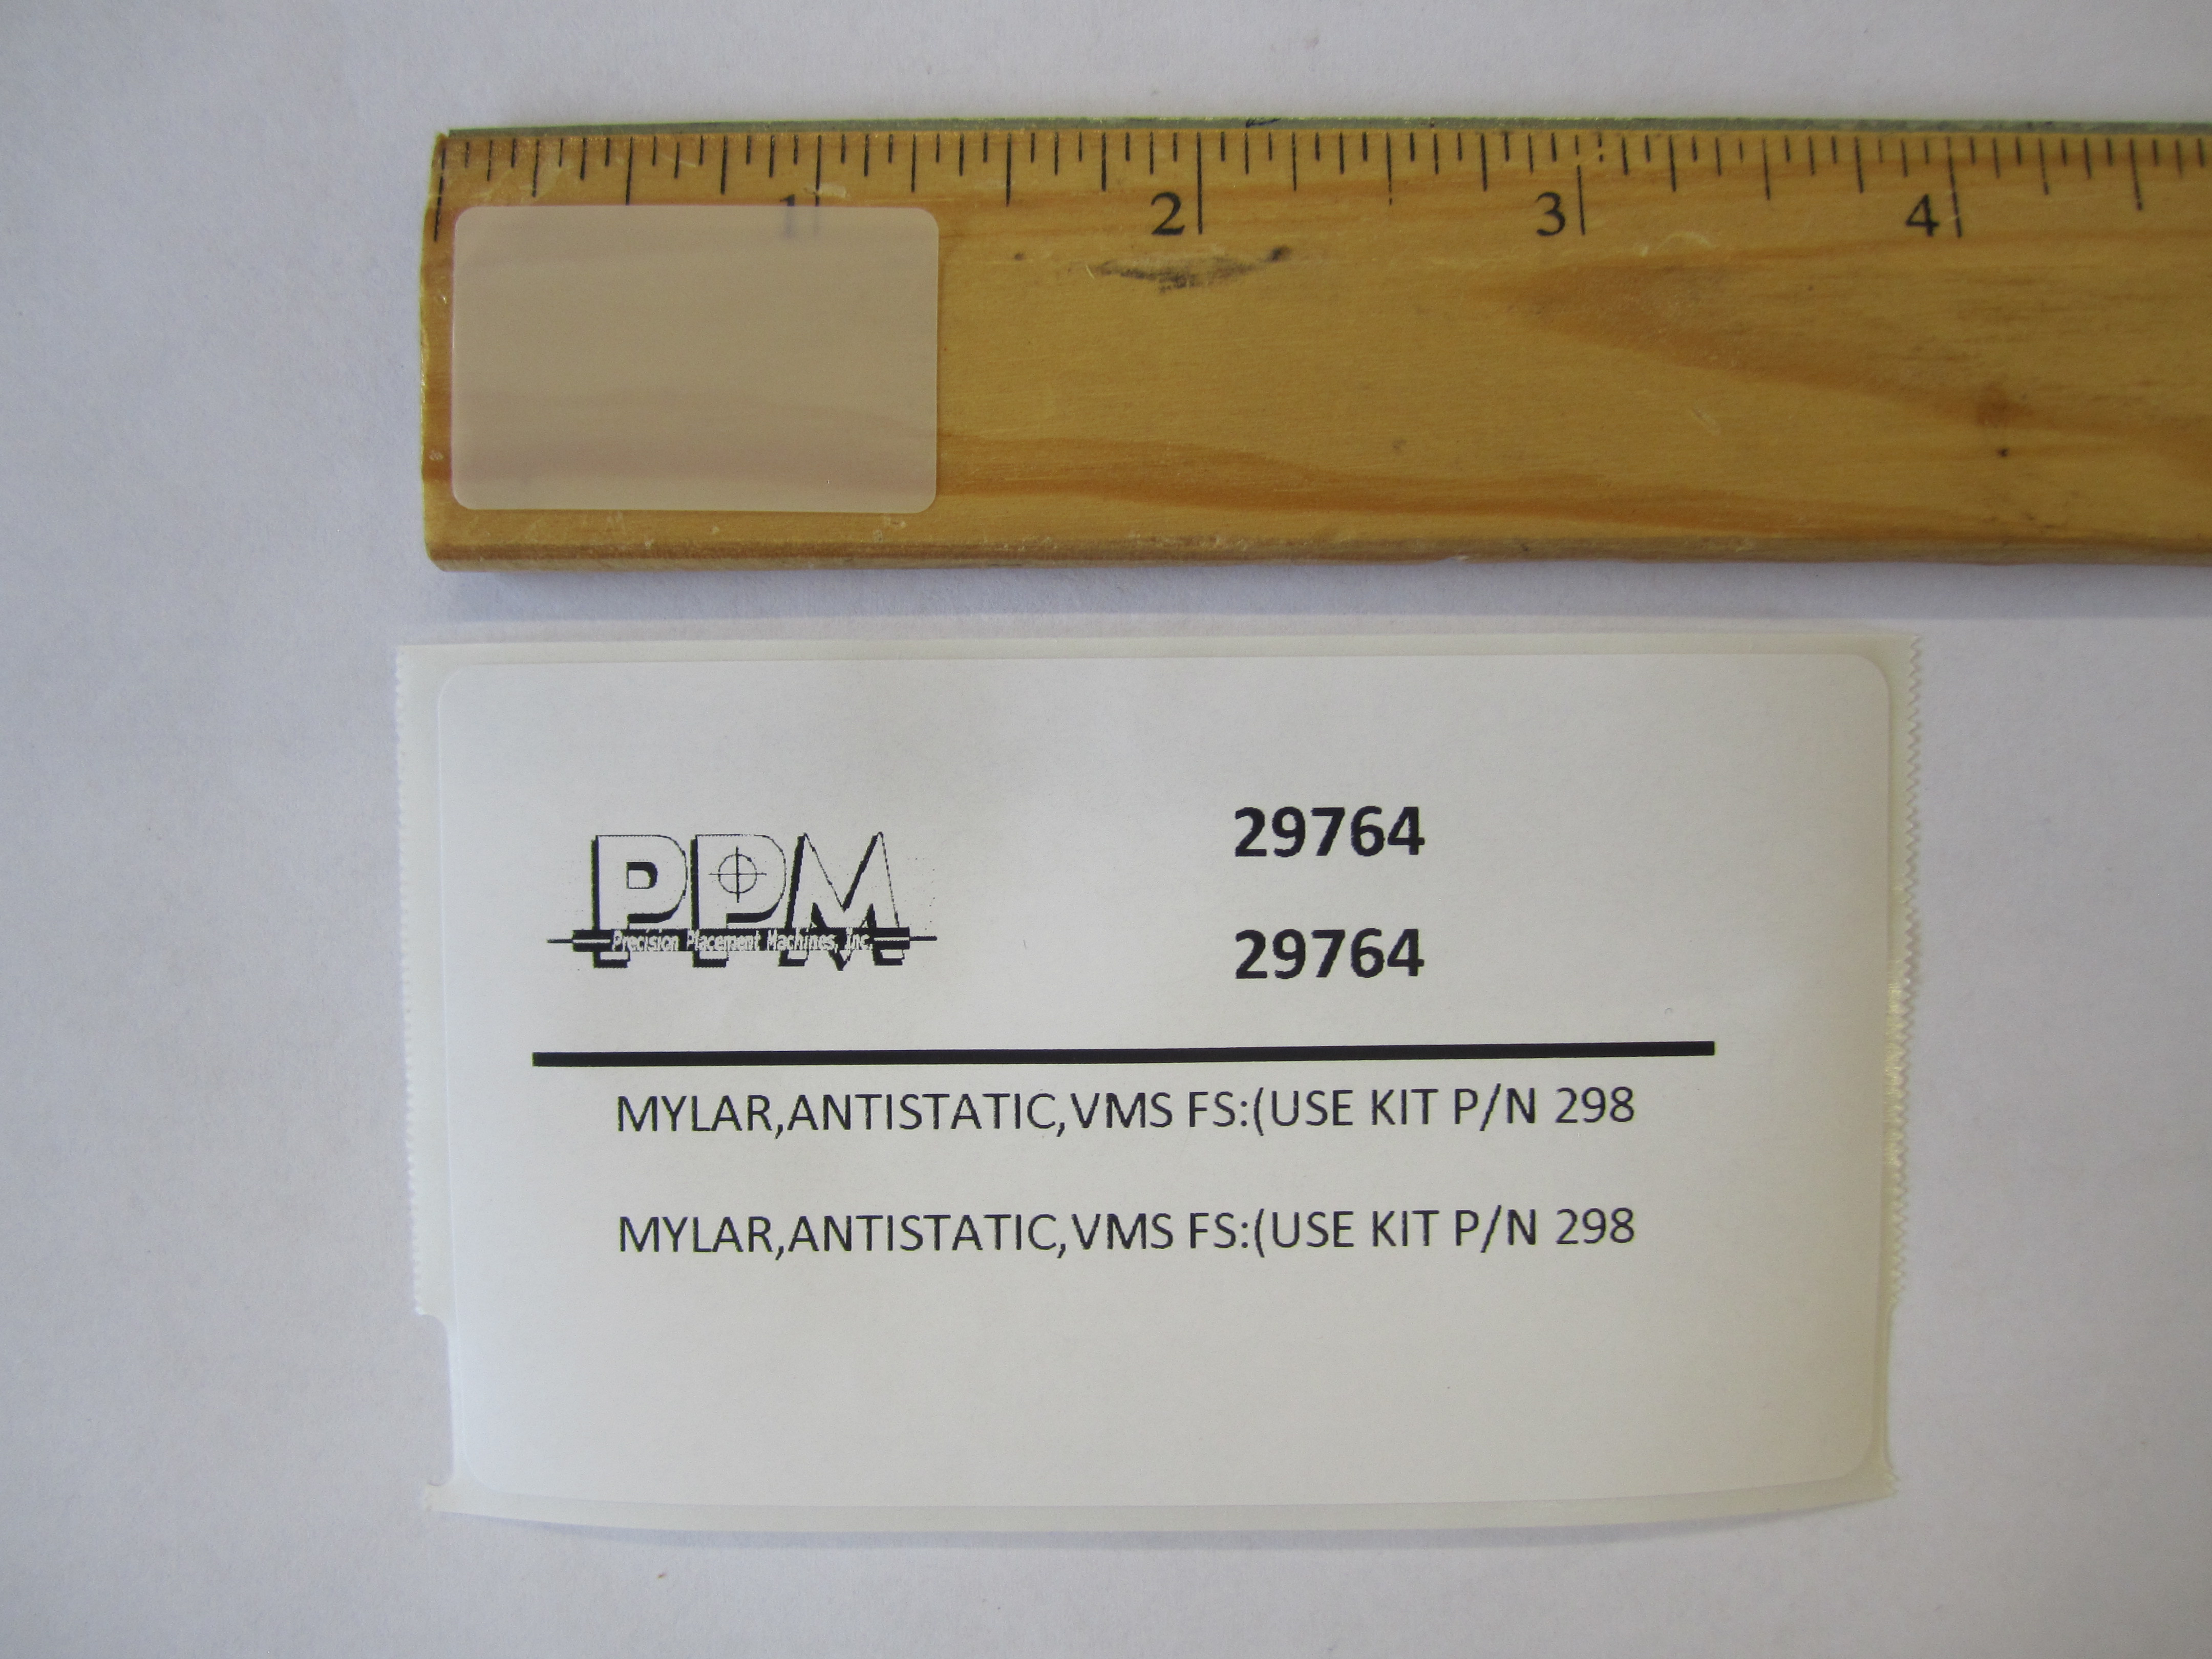 1 2 3 4
PPM
Precision Placement Machines, Inc.
29764
29764
MYLAR,ANTISTATIC,VMS FS:(USE KIT P/N 298
MYLAR,ANTISTATIC,VMS FS:(USE KIT P/N 298